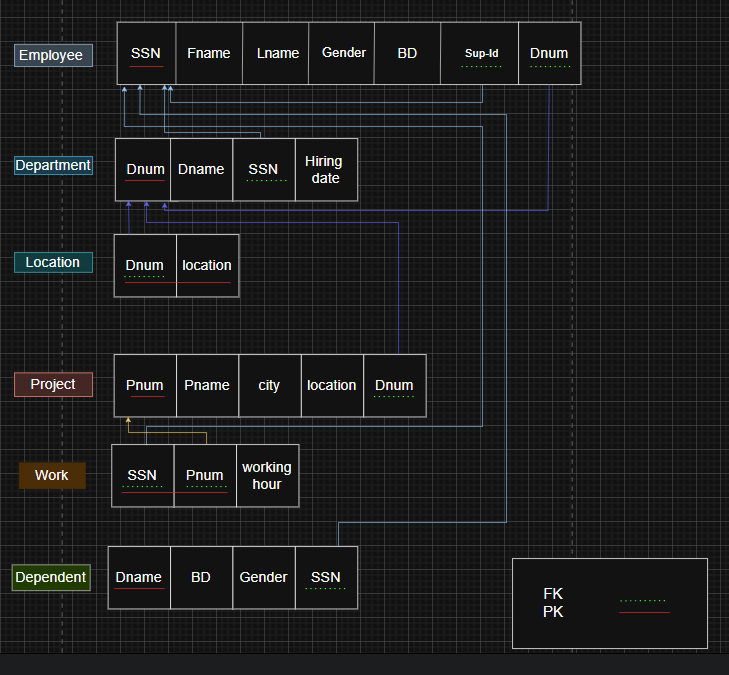 Employee
SSN Fname Lname Gender BD Sup-Id Dnum
Department
Dnum Dname SSN Hiring
date
Location
Dnum location
Project
Pnum Pname city location Dnum
Work
SSN Pnum working
hour
Dependent
Dname BD Gender SSN
FK
PK